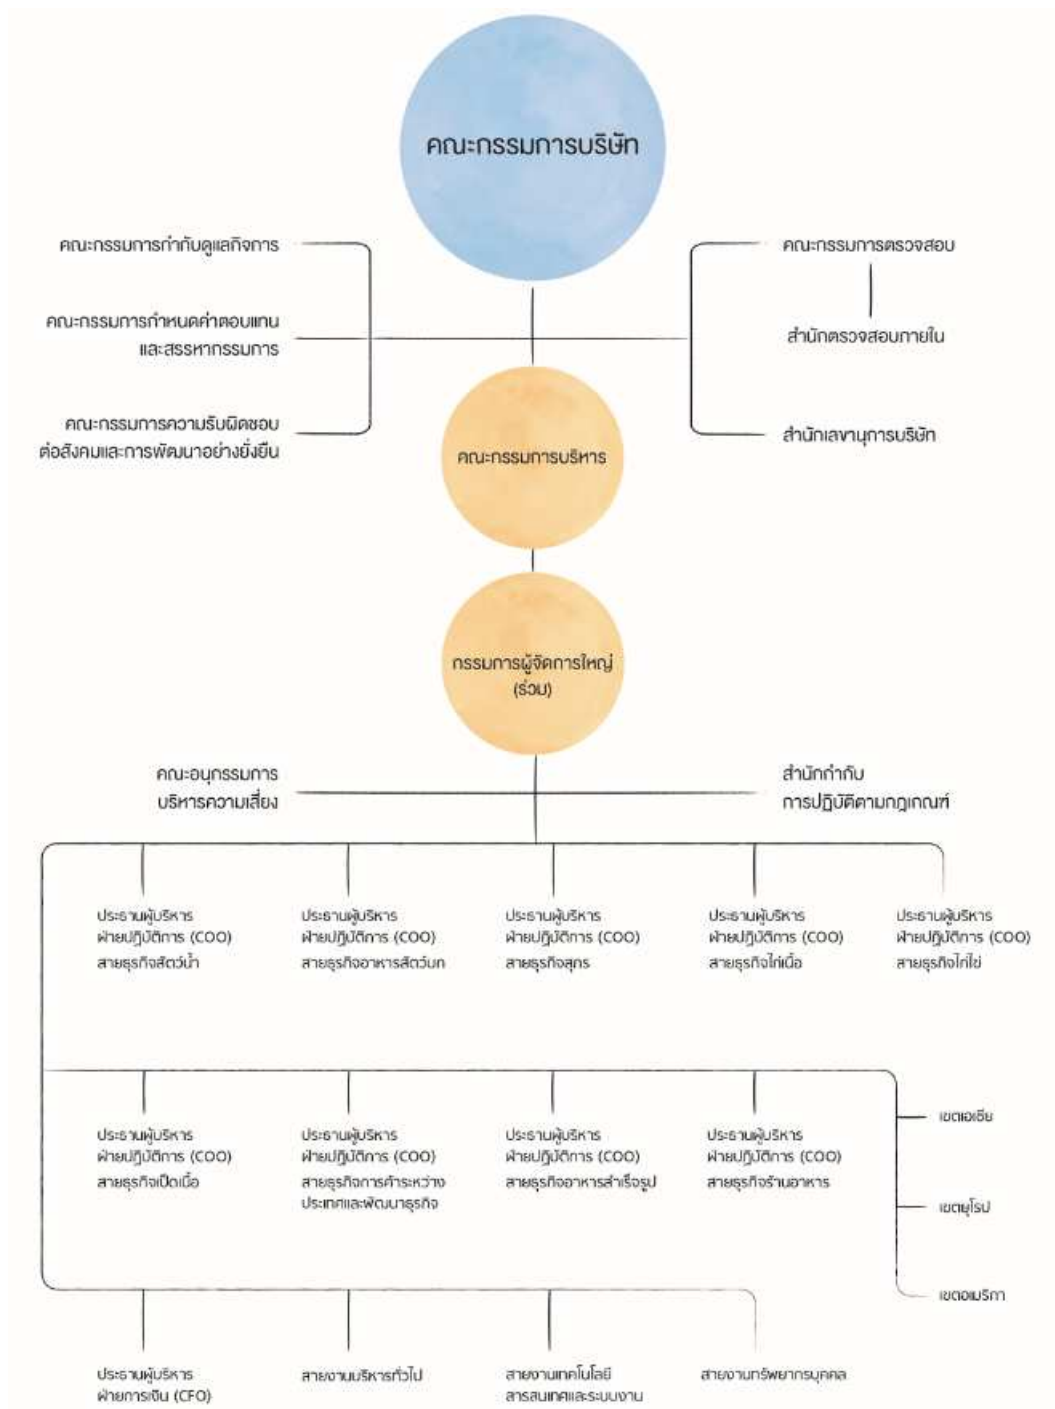 คณะกรรมการบริษัท
คณะกรรมการกำกับดูแลกิจการ
คณะกรรมการกำหนดค่าตอบแทน
และสรรหากรรมการ
คณะกรรมการความรับผิดชอบ
ต่อสังคมและการพัฒนาอย่างยั่งยืน
คณะกรรมการตรวจสอบ
สำนักตรวจสอบภายใน
สำนักเลขานุการบริษัท
คณะกรรมการบริหาร
กรรมการผู้จัดการใหญ่
(ร่วม)
คณะอนุกรรมการ
บริหารความเสี่ยง
สำนักกำกับ
การปฏิบัติตามกฎเกณฑ์
ประธานผู้บริหาร
ฝ่ายปฏิบัติการ (COO)
สายธุรกิจสัตว์น้ำ
ประธานผู้บริหาร
ฝ่ายปฏิบัติการ (COO)
สายธุรกิจอาหารสัตว์บก
ประธานผู้บริหาร
ฝ่ายปฏิบัติการ (COO)
สายธุรกิจสุกร
ประธานผู้บริหาร
ฝ่ายปฏิบัติการ (COO)
สายธุรกิจไก่เนื้อ
ประธานผู้บริหาร
ฝ่ายปฏิบัติการ (COO)
สายธุรกิจไก่ไข่
ประธานผู้บริหาร
ฝ่ายปฏิบัติการ (COO)
สายธุรกิจเป็ดเนื้อ
ประธานผู้บริหาร
ฝ่ายปฏิบัติการ (COO)
สายธุรกิจการค้าระหว่าง
ประเทศและพัฒนาธุรกิจ
ประธานผู้บริหาร
ฝ่ายปฏิบัติการ (COO)
สายธุรกิจอาหารสำเร็จรูป
ประธานผู้บริหาร
ฝ่ายปฏิบัติการ (COO)
สายธุรกิจร้านอาหาร
เขตเอเชีย
เขตยุโรป
เขตอเมริกา
ประธานผู้บริหาร
ฝ่ายการเงิน (CFO)
สายงานบริหารทั่วไป
สายงานเทคโนโลยี
สารสนเทศและระบบงาน
สายงานทรัพยากรบุคคล